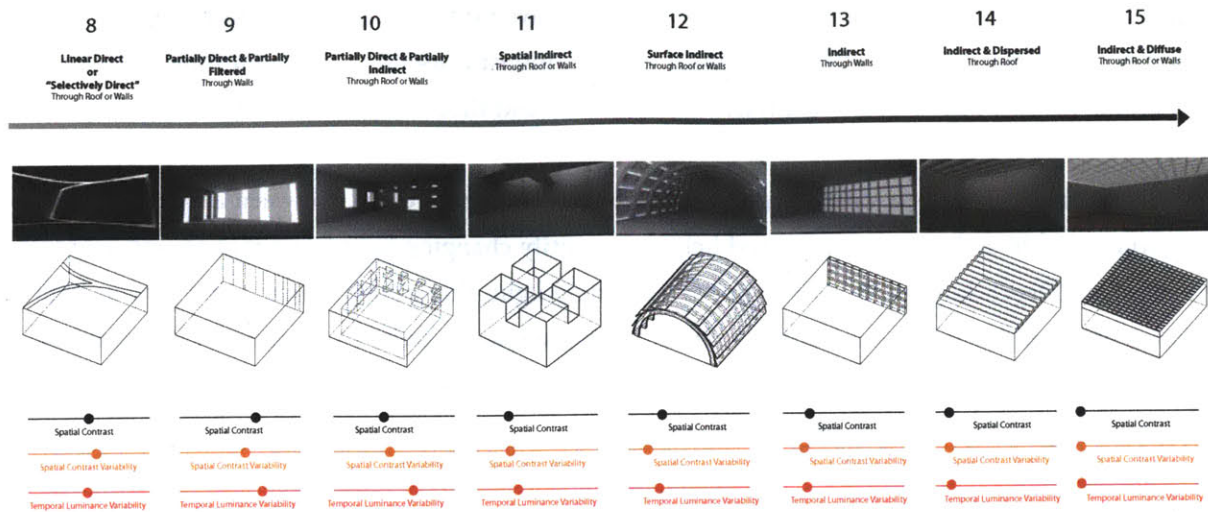 8
Linear Direct
or
"Selectively Direct"
Through Roof or Walls
9
Partially Direct & Partially
Filtered
Through Walls
10
Partially Direct & Partially
Indirect
Through Roof or Walls
11
Spatial Indirect
Through Roof or Walls
12
Surface Indirect
Through Roof or Walls
13
Indirect
Through Walls
14
Indirect & Dispersed
Through Roof
15
Indirect & Diffuse
Through Roof or Walls
Spatial Contrast
Spatial Contrast Variability
Temporal Luminance Variability
Spatial Contrast
Spatial Contrast Variability
Temporal Luminance Variability
Spatial Contrast
Spatial Contrast Variability
Temporal Luminance Variability
Spatial Contrast
Spatial Contrast Variability
Temporal Luminance Variability
Spatial Contrast
Spatial Contrast Variability
Temporal Luminance Variability
Spatial Contrast
Spatial Contrast Variability
Temporal Luminance Variability
Spatial Contrast
Spatial Contrast Variability
Temporal Luminance Variability
Spatial Contrast
Spatial Contrast Variability
Temporal Luminance Variability